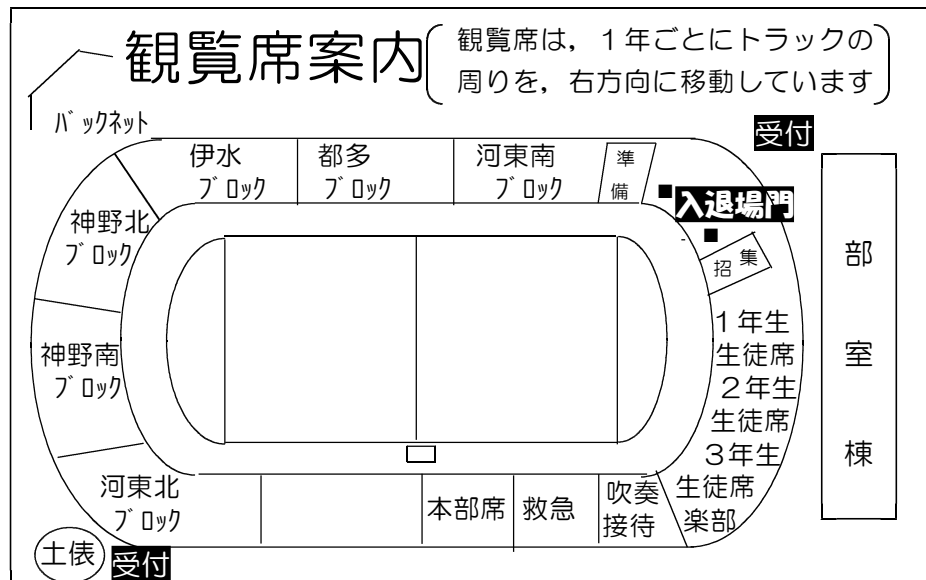 観覧席案内
観覧席は，１年ごとにトラックの
周りを，右方向に移動しています
バックネット
受付
伊水
ブロック
都多
ブロック
河東南
ブロック
準
備
入退場門
招集
神野北
ブロック
神野南
ブロック
河東北
ブロック
１年生
生徒席
２年生
生徒席
３年生
生徒席
部
室
棟
本部席
救急
吹奏
楽部
接待
土俵
受付